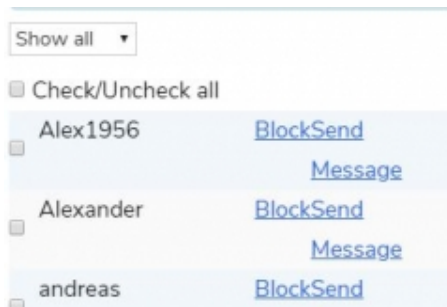 Show all
Check/Uncheck all
Alex1956 BlockSend
Message
Alexander BlockSend
Message
andreas BlockSend